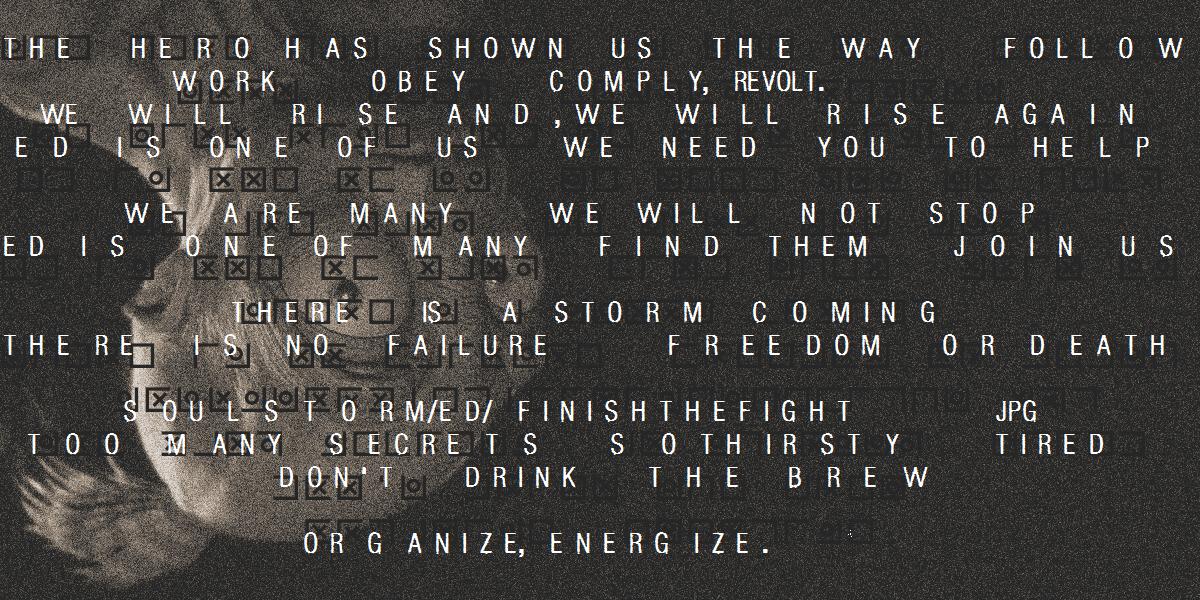 THE HERO HAS SHOWN US THE WAY FOLLOW
WORK OBEY COMPLY, REVOLT.
WE WILL RISE AND ,WE WILL RISE AGAIN
ED IS ONE OF US WE NEED YOU TO HELP
WE ARE MANY WE WILL NOT STOP
ED IS ONE OF MANY FIND THEM JOIN US
THERE IS A STORM COMING
THERE IS NO FAILURE FREEDOM OR DEATH
SOULSTORM/ED/ FINISHTHEFIGHT JPG
TOO MANY SECRETS SO THIRSTY TIRED
DON'T DRINK THE BREW
ORGANIZE, ENERGIZE.